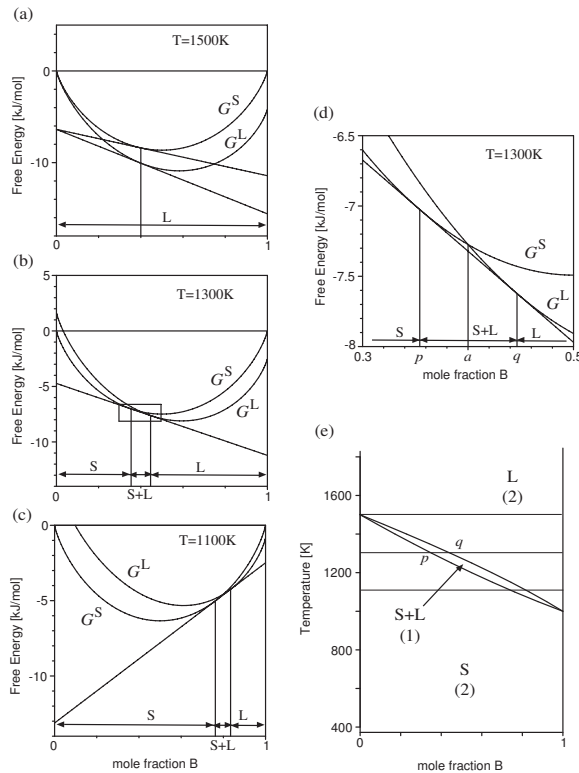 (a)
T=1500K
0
-10
Free Energy [kJ/mol]
G^S
G^L
L
0
1
(b)
T=1300K
5
0
-5
-10
Free Energy [kJ/mol]
G^S
G^L
S
L
S+L
0
1
(c)
T=1100K
0
-5
-10
Free Energy [kJ/mol]
G^L
G^S
S
L
S+L
0
1
mole fraction B
(d)
T=1300K
-6.5
-7
-7.5
-8
Free Energy [kJ/mol]
G^S
G^L
S
S+L
L
0.3
p
a
q
0.5
mole fraction B
(e)
L
(2)
1600
1300
1000
700
400
Temperature [K]
q
p
S+L
(1)
S
(2)
0
1
mole fraction B